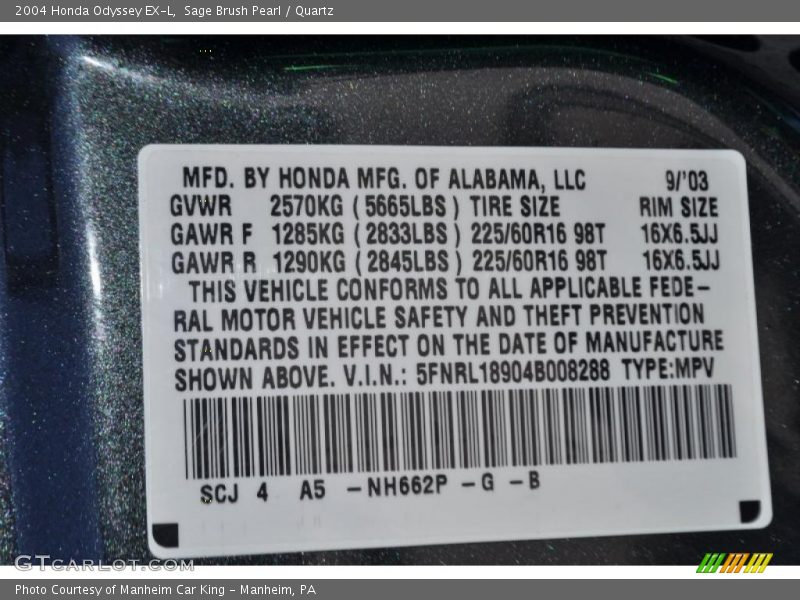 2004 Honda Odyssey EX-L, Sage Brush Pearl / Quartz
MFD. BY HONDA MFG. OF ALABAMA, LLC 9/'03
GVWR 2570KG ( 5665LBS ) TIRE SIZE RIM SIZE
GAWR F 1285KG ( 2833LBS ) 225/60R16 98T 16X6.5JJ
GAWR R 1290KG ( 2845LBS ) 225/60R16 98T 16X6.5JJ
THIS VEHICLE CONFORMS TO ALL APPLICABLE FEDE-
RAL MOTOR VEHICLE SAFETY AND THEFT PREVENTION
STANDARDS IN EFFECT ON THE DATE OF MANUFACTURE
SHOWN ABOVE. V.I.N.: 5FNRL18904B008288 TYPE:MPV
SCJ 4 A5 -NH662P -G -B
GTCarLot.com
Photo Courtesy of Manheim Car King - Manheim, PA